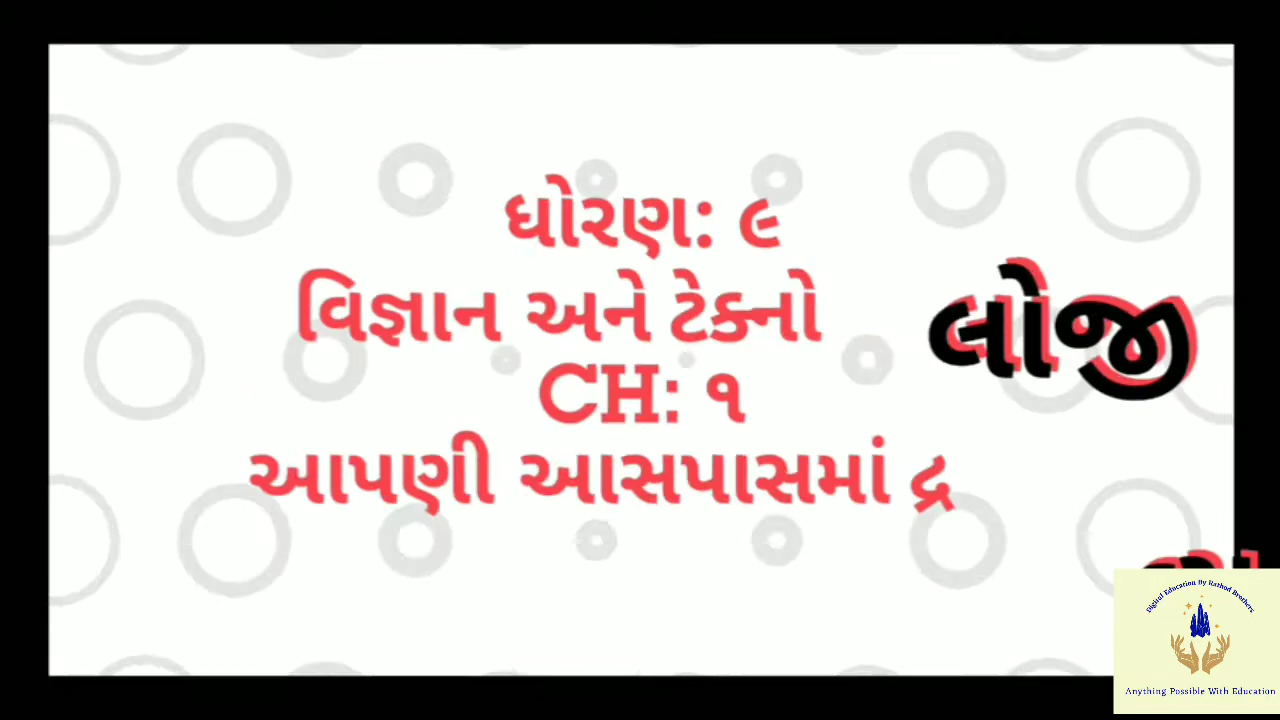 ધોરણ: ૯
વિજ્ઞાન અને ટેક્નો લોજી
CH: ૧
આપણી આસપાસમાં દ્ર
Digital Education By Rathod Brothers
Anything Possible With Education